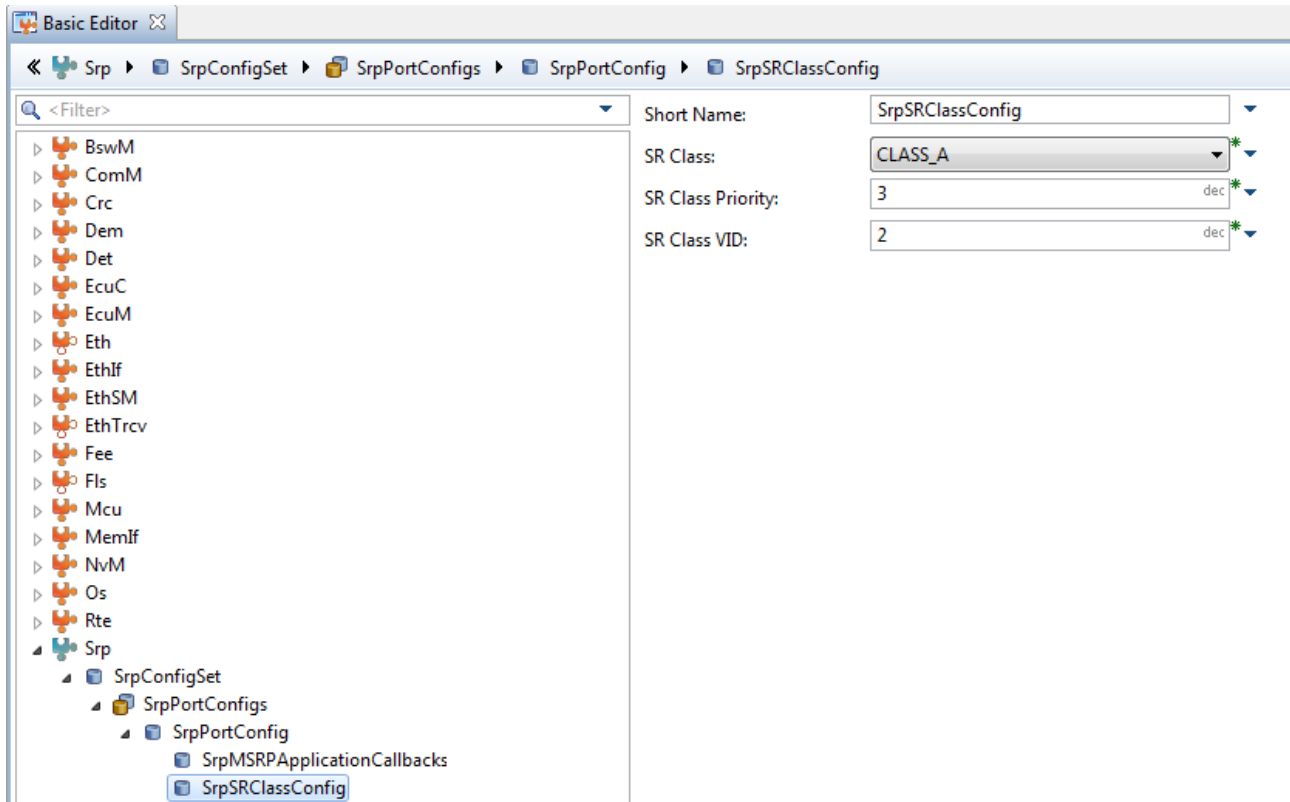 Basic Editor
Srp SrpConfigSet SrpPortConfigs SrpPortConfig SrpSRClassConfig
<Filter>
BswM
ComM
Crc
Dem
Det
EcuC
EcuM
Eth
EthIf
EthSM
EthTrcv
Fee
Fls
Mcu
MemIf
NvM
Os
Rte
Srp
SrpConfigSet
SrpPortConfigs
SrpPortConfig
SrpMSRPApplicationCallbacks
SrpSRClassConfig
Short Name: SrpSRClassConfig
SR Class: CLASS_A
SR Class Priority: 3 dec
SR Class VID: 2 dec